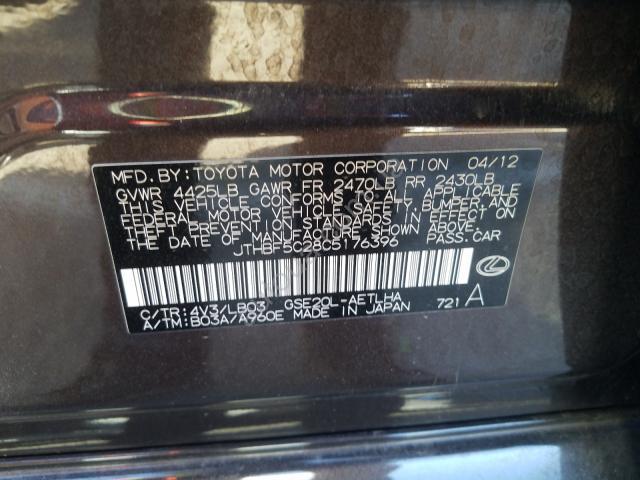 MFD. BY: TOYOTA MOTOR CORPORATION 04/12
GVWR 4425LB GAWR FR 2470LB RR 2430LB
THIS VEHICLE CONFORMS TO ALL APPLICABLE
FEDERAL MOTOR VEHICLE SAFETY, BUMPER, AND
THEFT PREVENTION STANDARDS IN EFFECT ON
THE DATE OF MANUFACTURE SHOWN ABOVE.
JTHBF5C28C5176396 PASS. CAR
C/TR: 4V3/LB03 GSE20L-AETLHA 721 A
A/TM: B03A/A960E MADE IN JAPAN